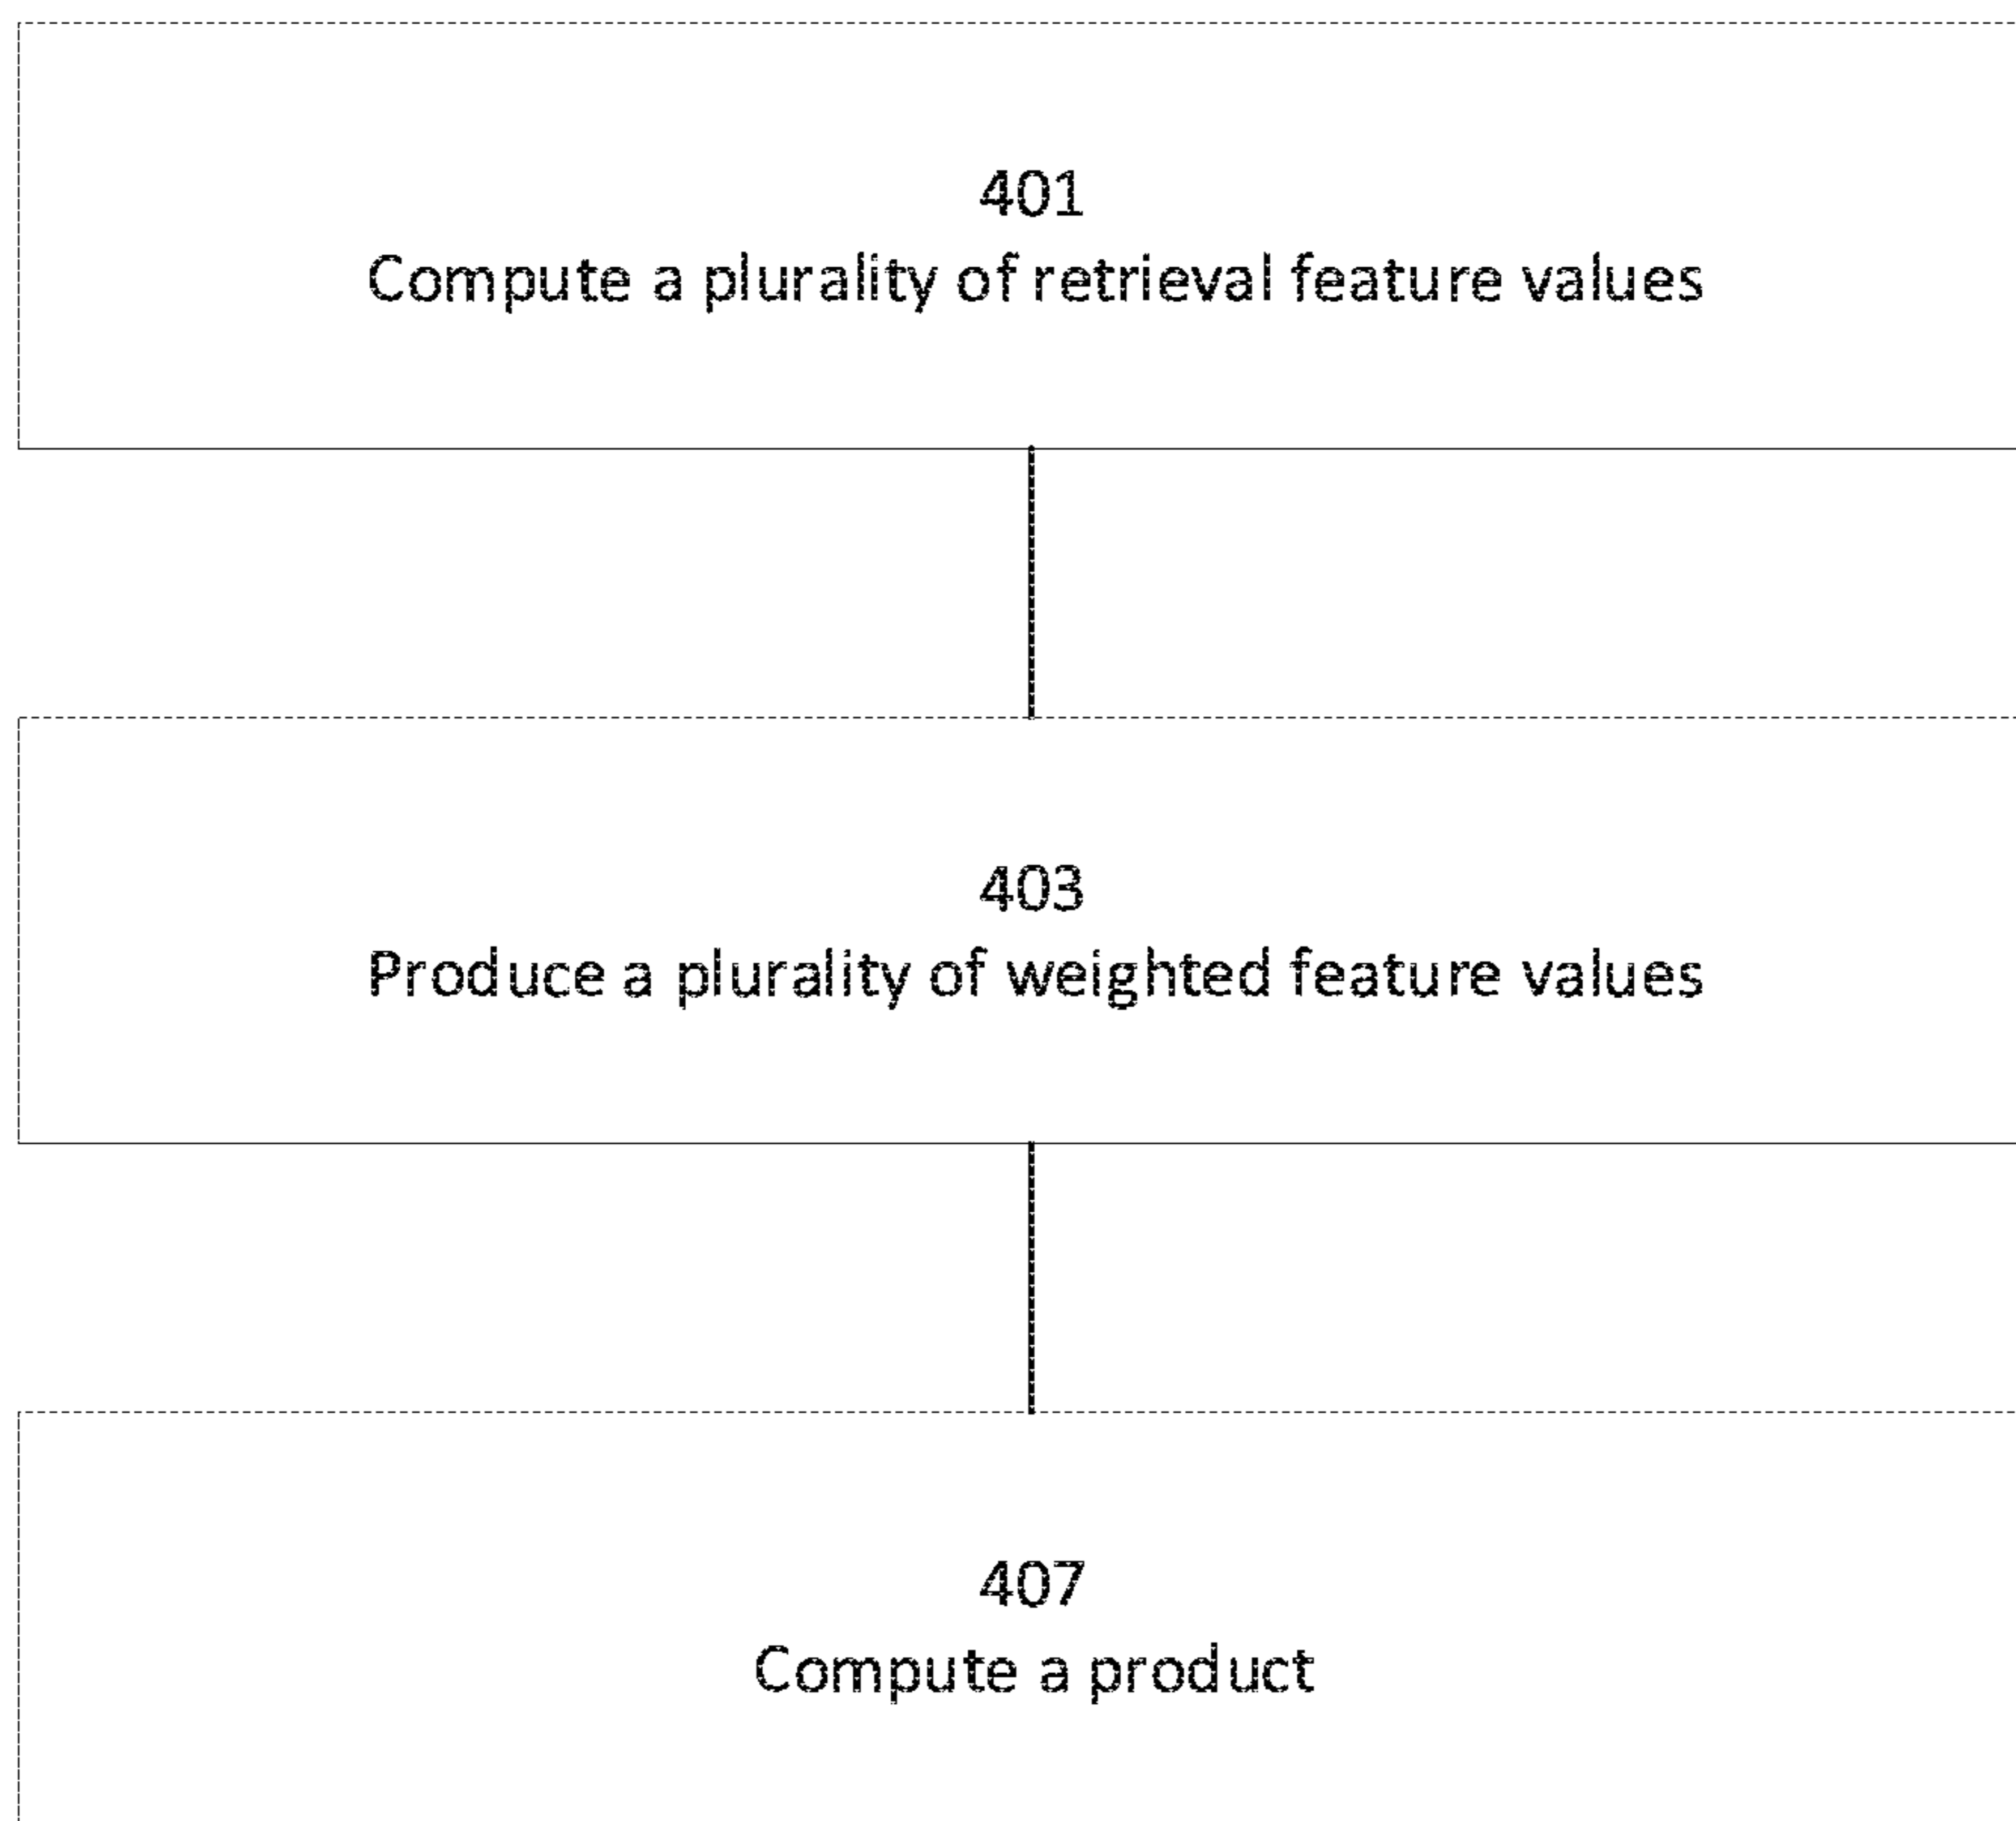 401
Compute a plurality of retrieval feature values
403
Produce a plurality of weighted feature values
407
Compute a product